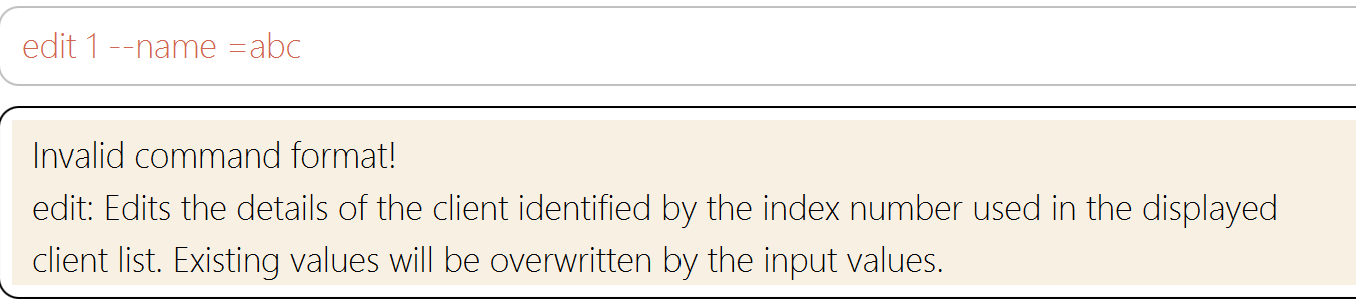 edit 1 --name =abc
Invalid command format!
edit: Edits the details of the client identified by the index number used in the displayed
client list. Existing values will be overwritten by the input values.